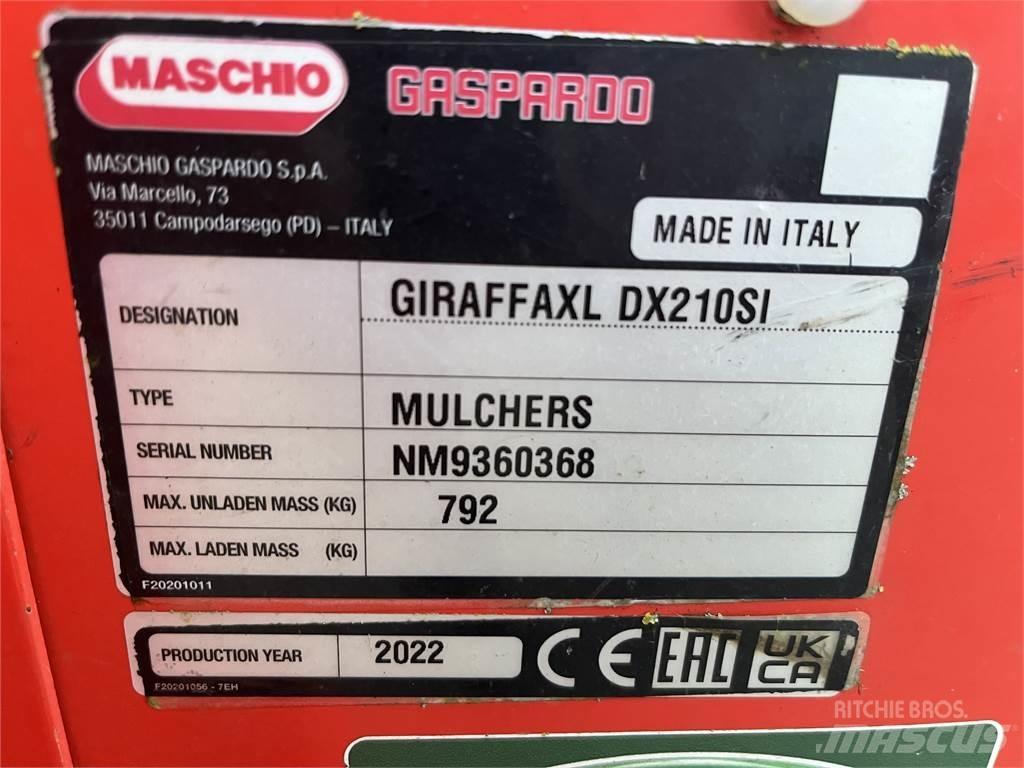 MASCHIO GASPARDO
MASCHIO GASPARDO S.p.A.
Via Marcello, 73
35011 Campodarsego (PD) – ITALY
MADE IN ITALY
DESIGNATION GIRAFFAXL DX210SI
TYPE MULCHERS
SERIAL NUMBER NM9360368
MAX. UNLADEN MASS (KG) 792
MAX. LADEN MASS (KG)
F20201011
PRODUCTION YEAR 2022 CE EAC UK
CA
F20201056 - 7EH
RITCHIE BROS.
MASCUS